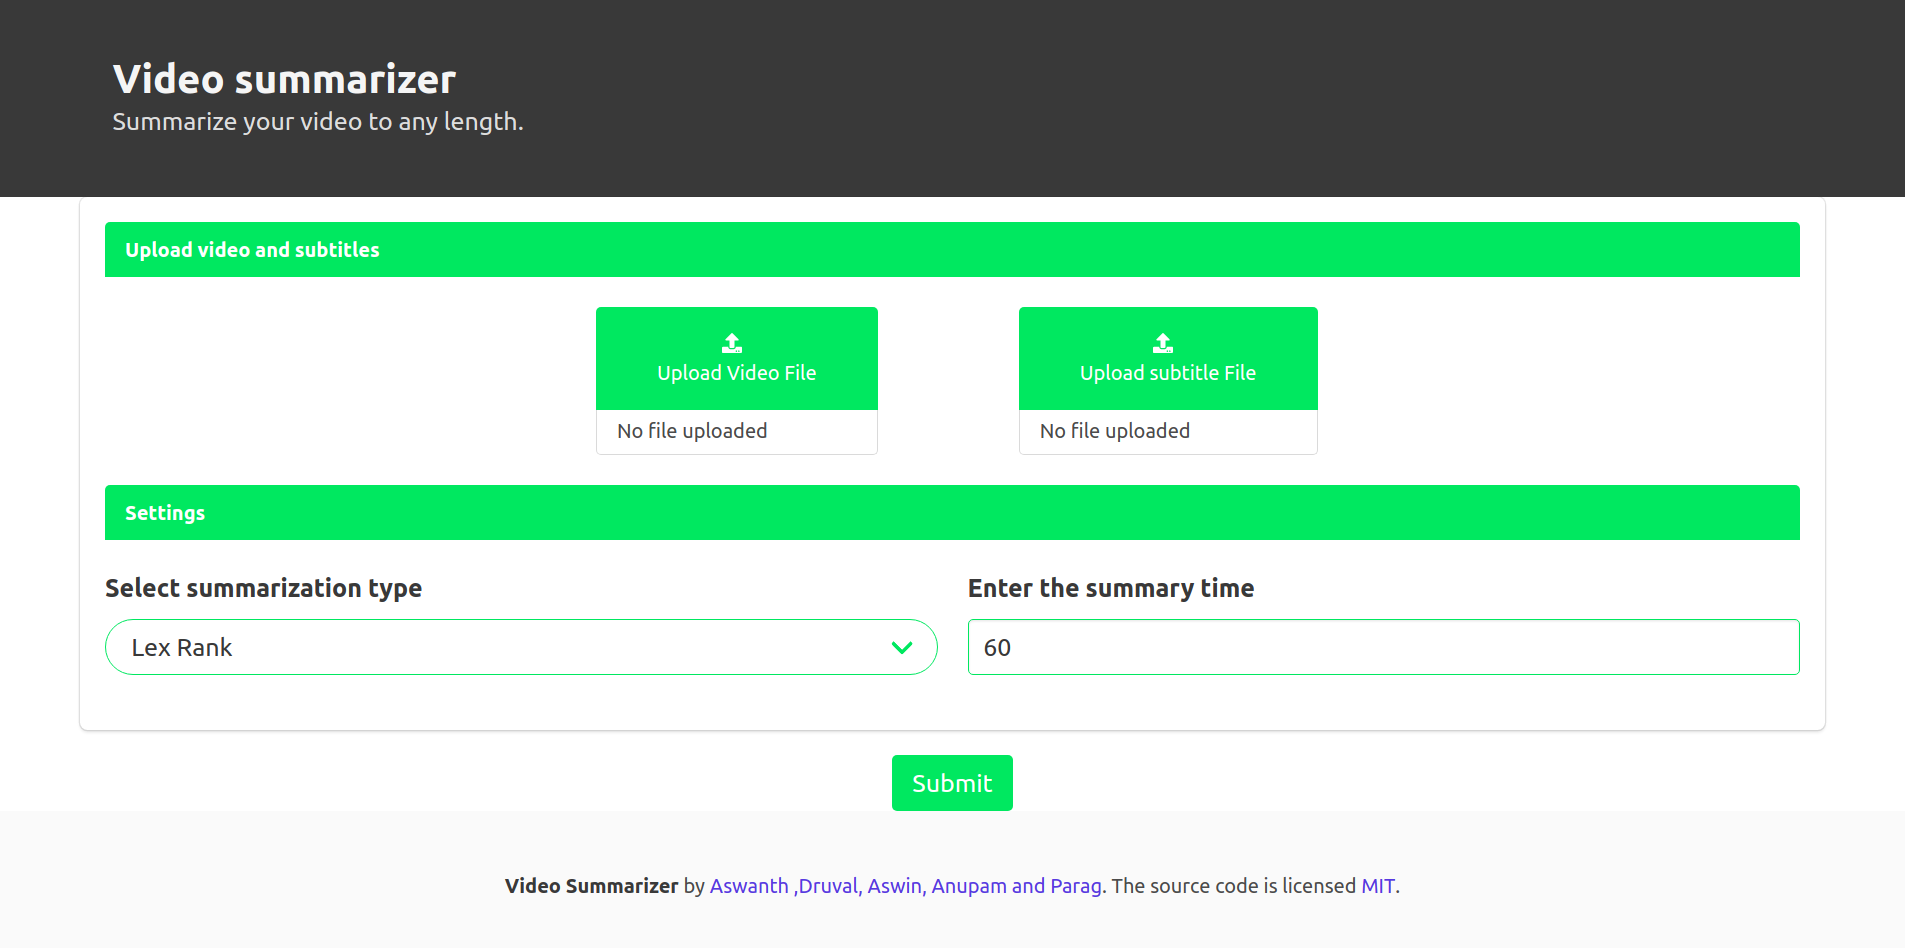 Video summarizer
Summarize your video to any length.
Upload video and subtitles
Upload Video File
No file uploaded
Upload subtitle File
No file uploaded
Settings
Select summarization type
Lex Rank
Enter the summary time
60
Submit
Video Summarizer by Aswanth ,Druval, Aswin, Anupam and Parag. The source code is licensed MIT.